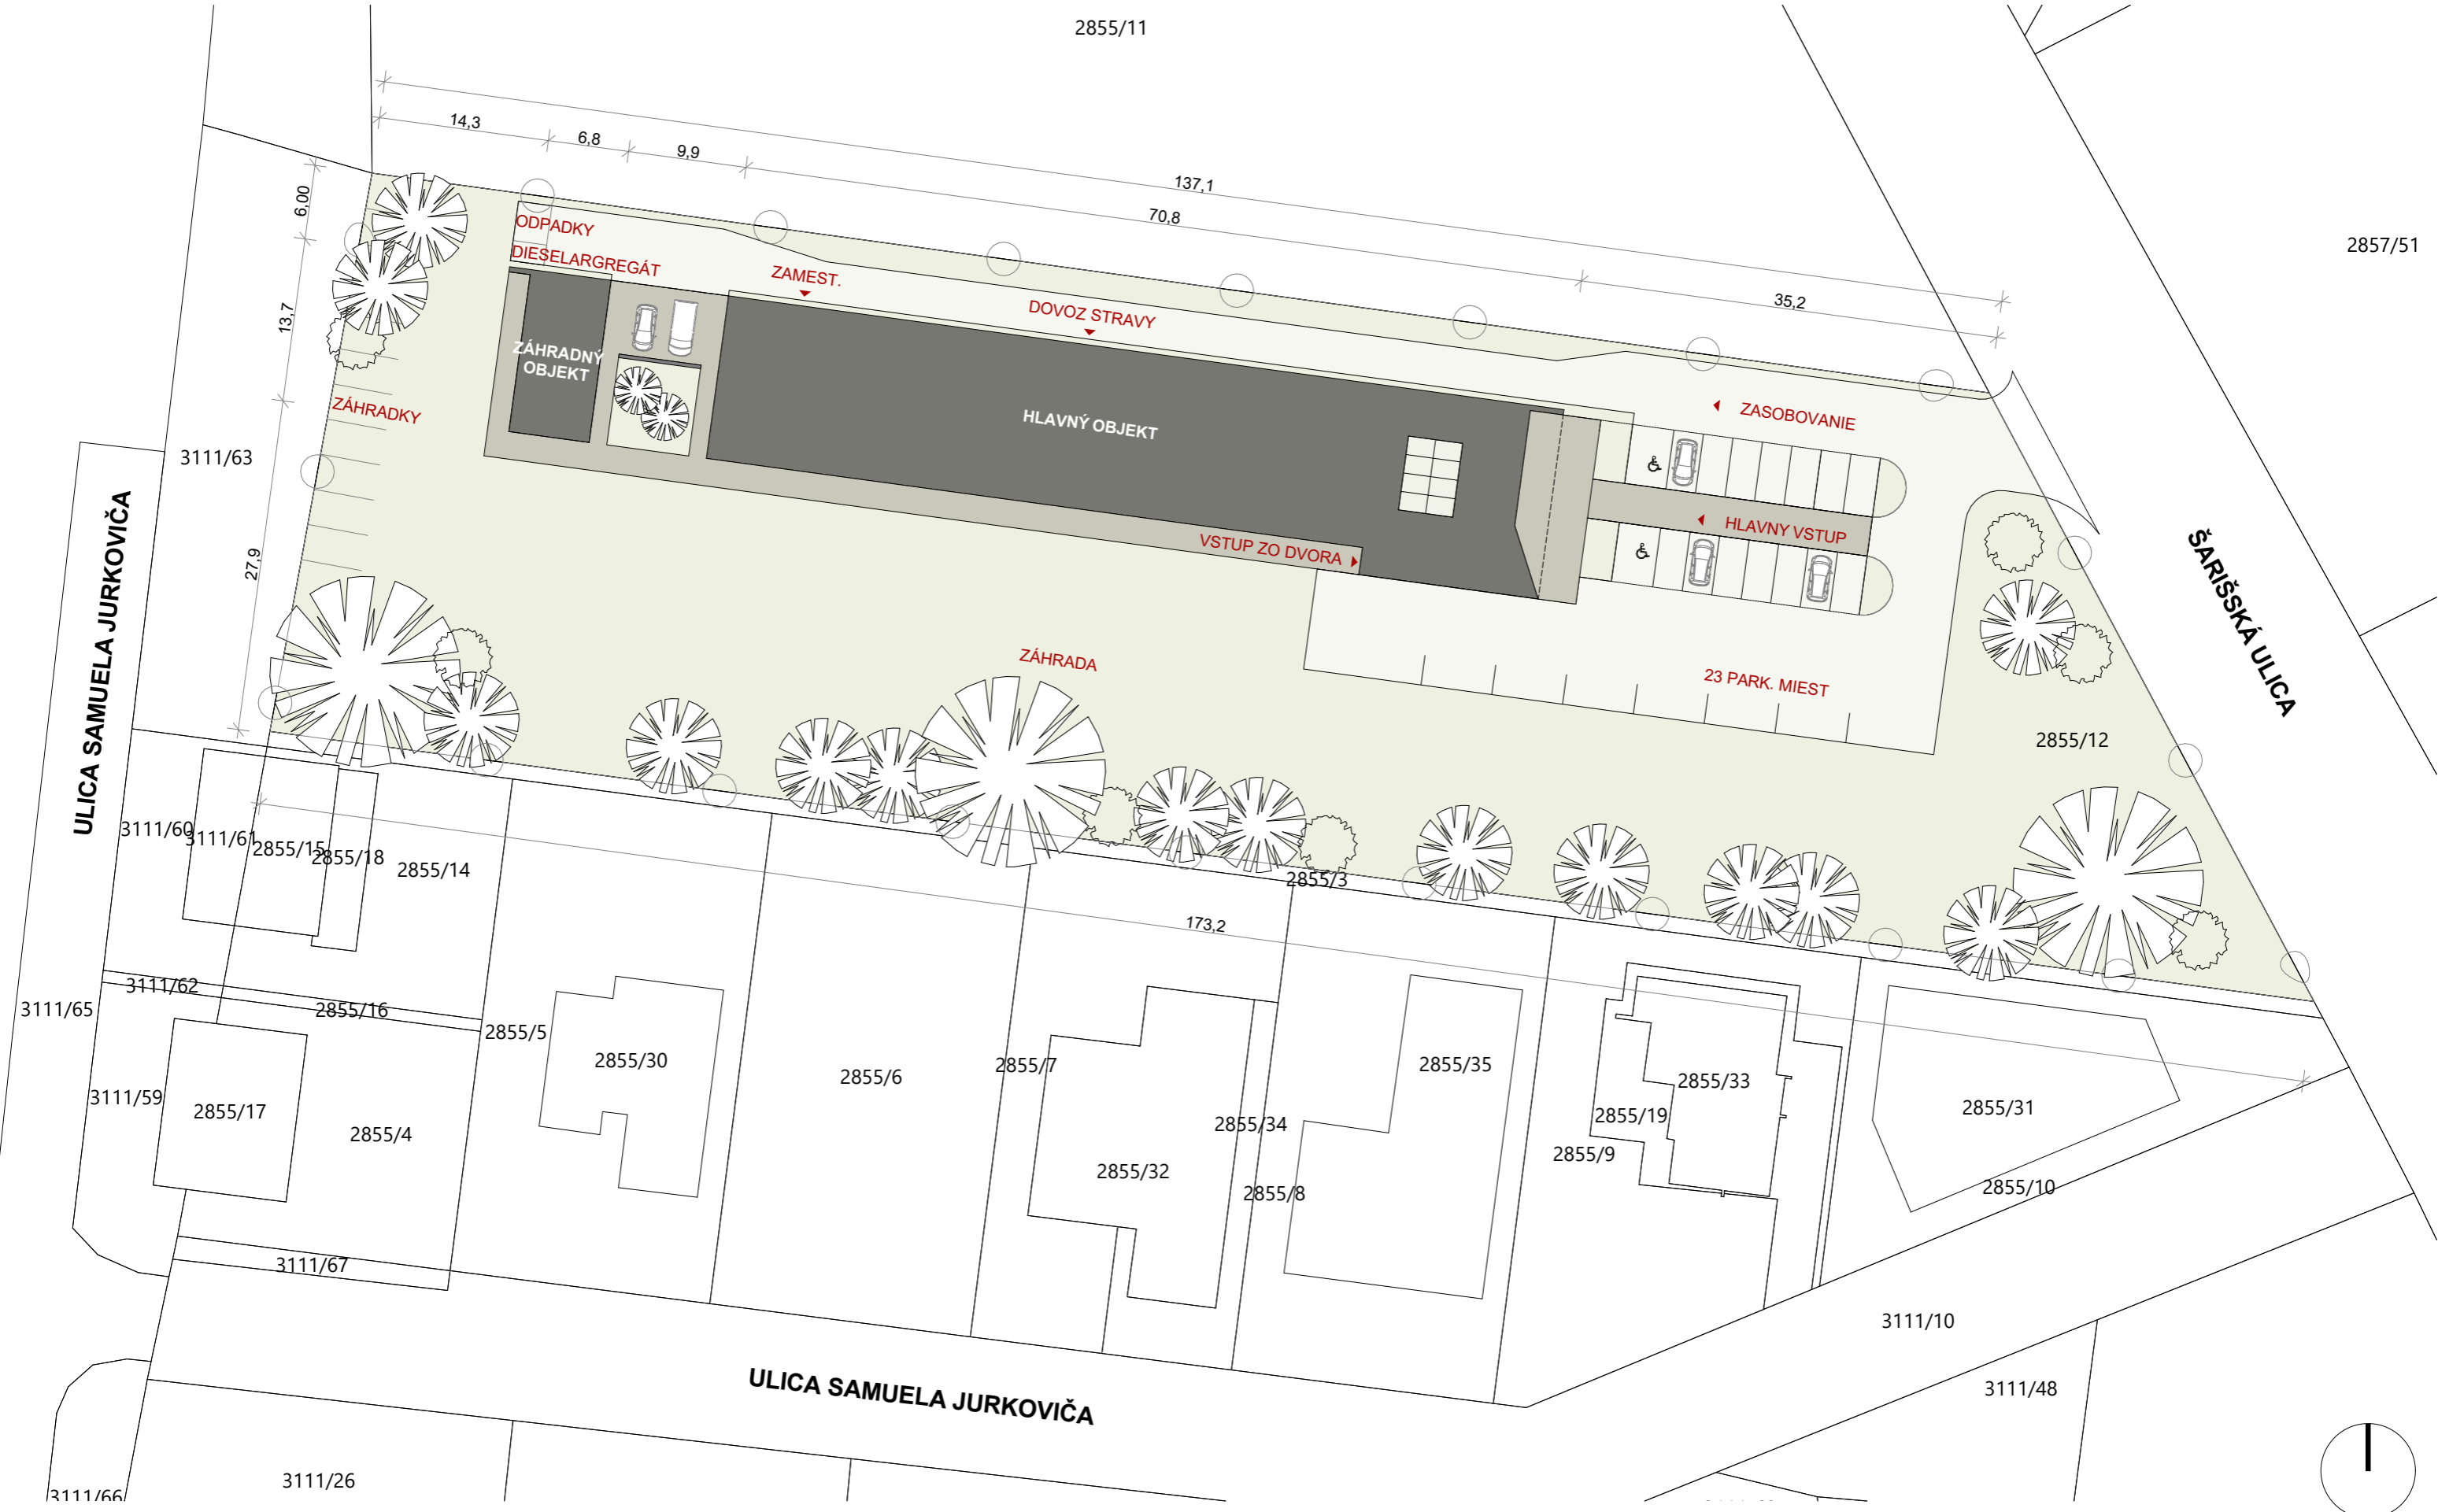 2855/11
14,3
6,8
9,9
137,1
70,8
35,2
2857/51
6,00
13,7
27,9
ODPADKY
DIESELARGREGÁT
ZAMEST.
DOVOZ STRAVY
ZÁHRADNÝ
OBJEKT
HLAVNÝ OBJEKT
ZASOBOVANIE
ZÁHRADKY
3111/63
HLAVNY VSTUP
VSTUP ZO DVORA
ULICA SAMUELA JURKOVIČA
ŠARIŠSKÁ ULICA
ZÁHRADA
23 PARK. MIEST
2855/12
3111/60
3111/61
2855/15
2855/18
2855/14
2855/3
173,2
3111/62
2855/16
3111/65
2855/5
2855/30
2855/6
2855/7
2855/35
2855/33
2855/19
2855/31
3111/59
2855/17
2855/4
2855/34
2855/32
2855/9
2855/8
2855/10
3111/67
3111/10
ULICA SAMUELA JURKOVIČA
3111/48
3111/26
3111/66